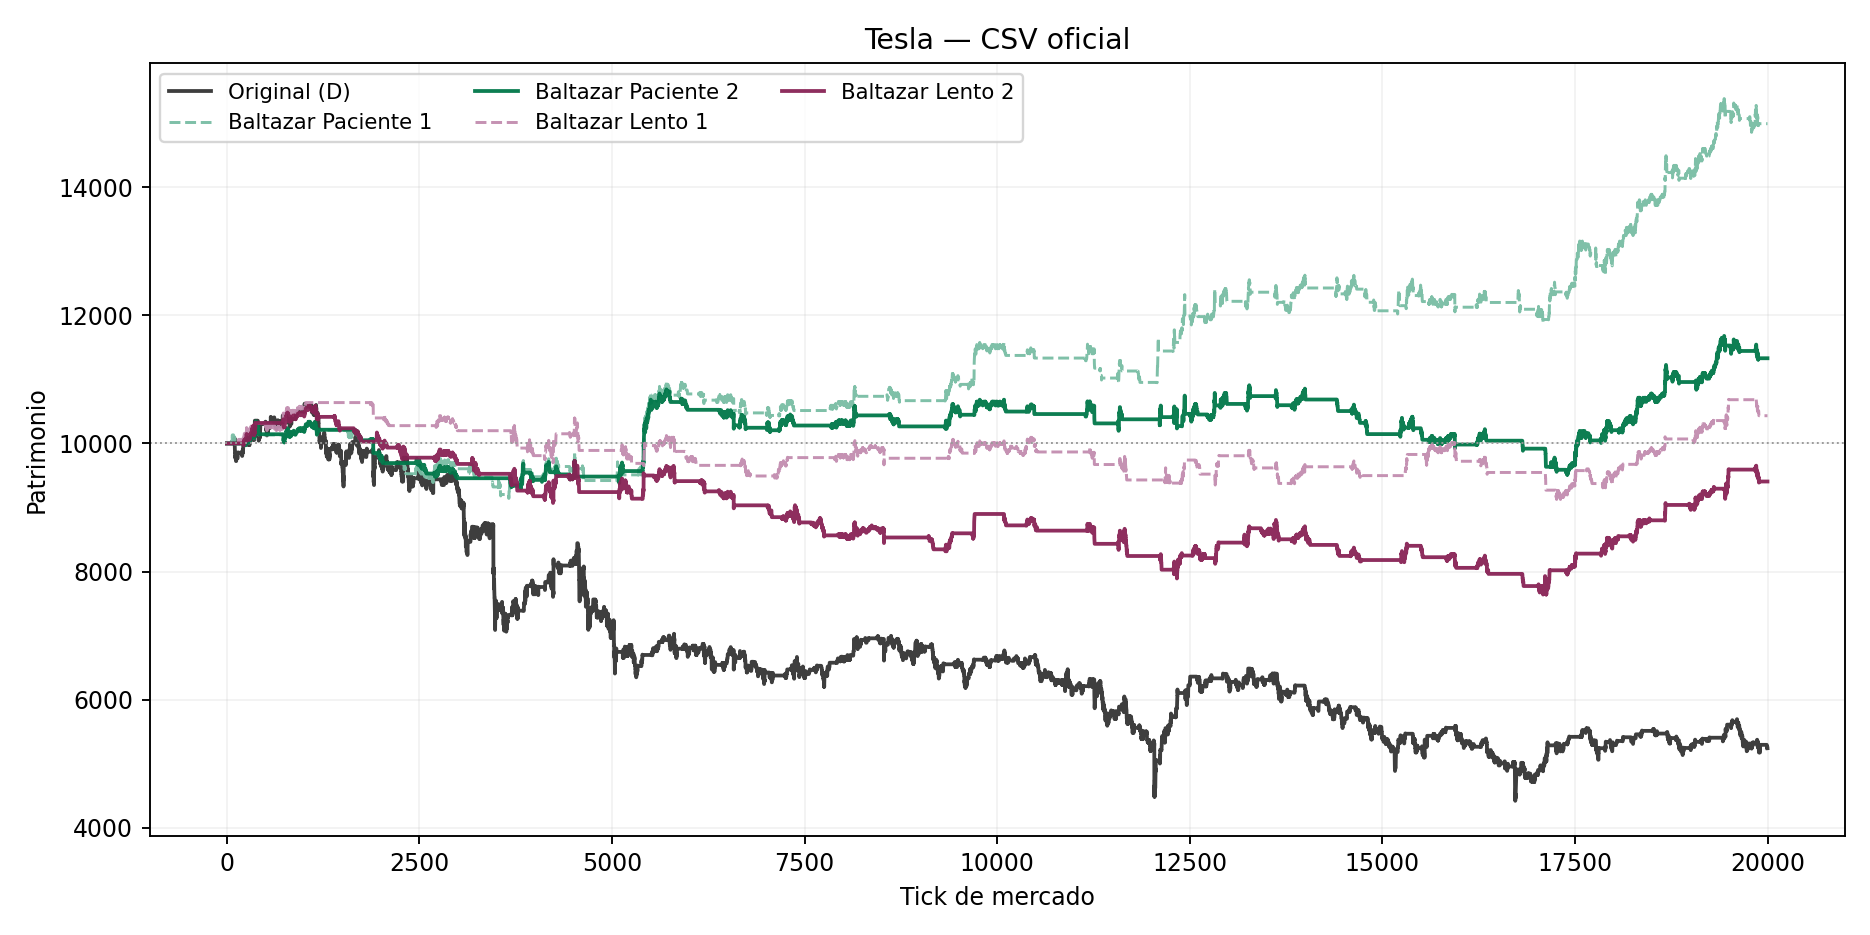 Tesla — CSV oficial
Original (D)
Baltazar Paciente 1
Baltazar Paciente 2
Baltazar Lento 1
Baltazar Lento 2
Patrimonio
14000
12000
10000
8000
6000
4000
0 2500 5000 7500 10000 12500 15000 17500 20000
Tick de mercado